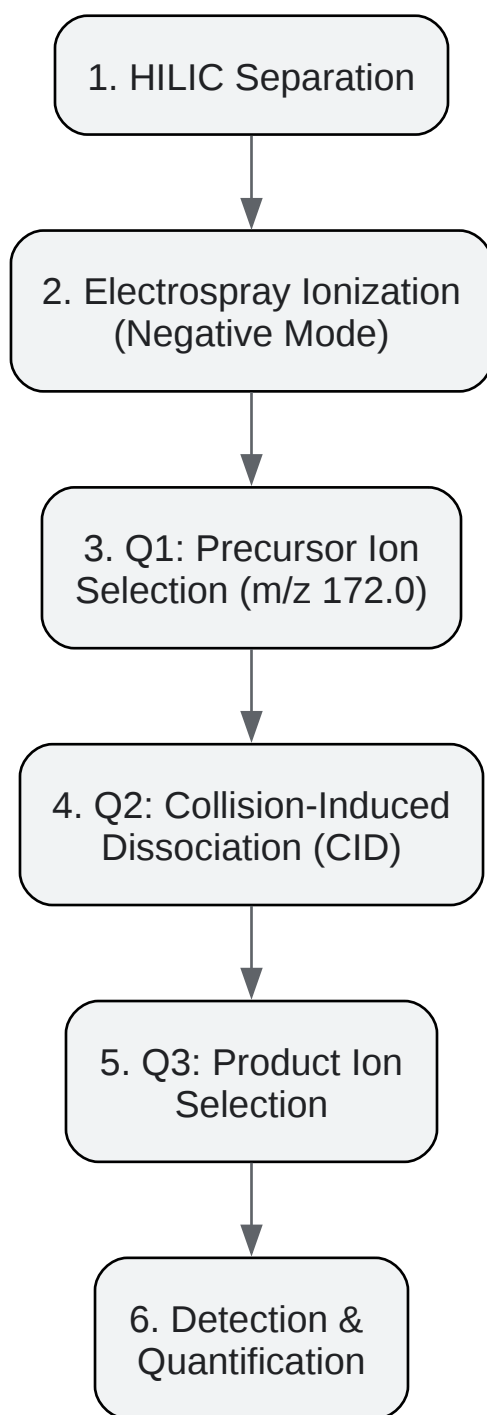 1. HILIC Separation
2. Electrospray Ionization
(Negative Mode)
3. Q1: Precursor Ion
Selection (m/z 172.0)
4. Q2: Collision-Induced
Dissociation (CID)
5. Q3: Product Ion
Selection
6. Detection &
Quantification